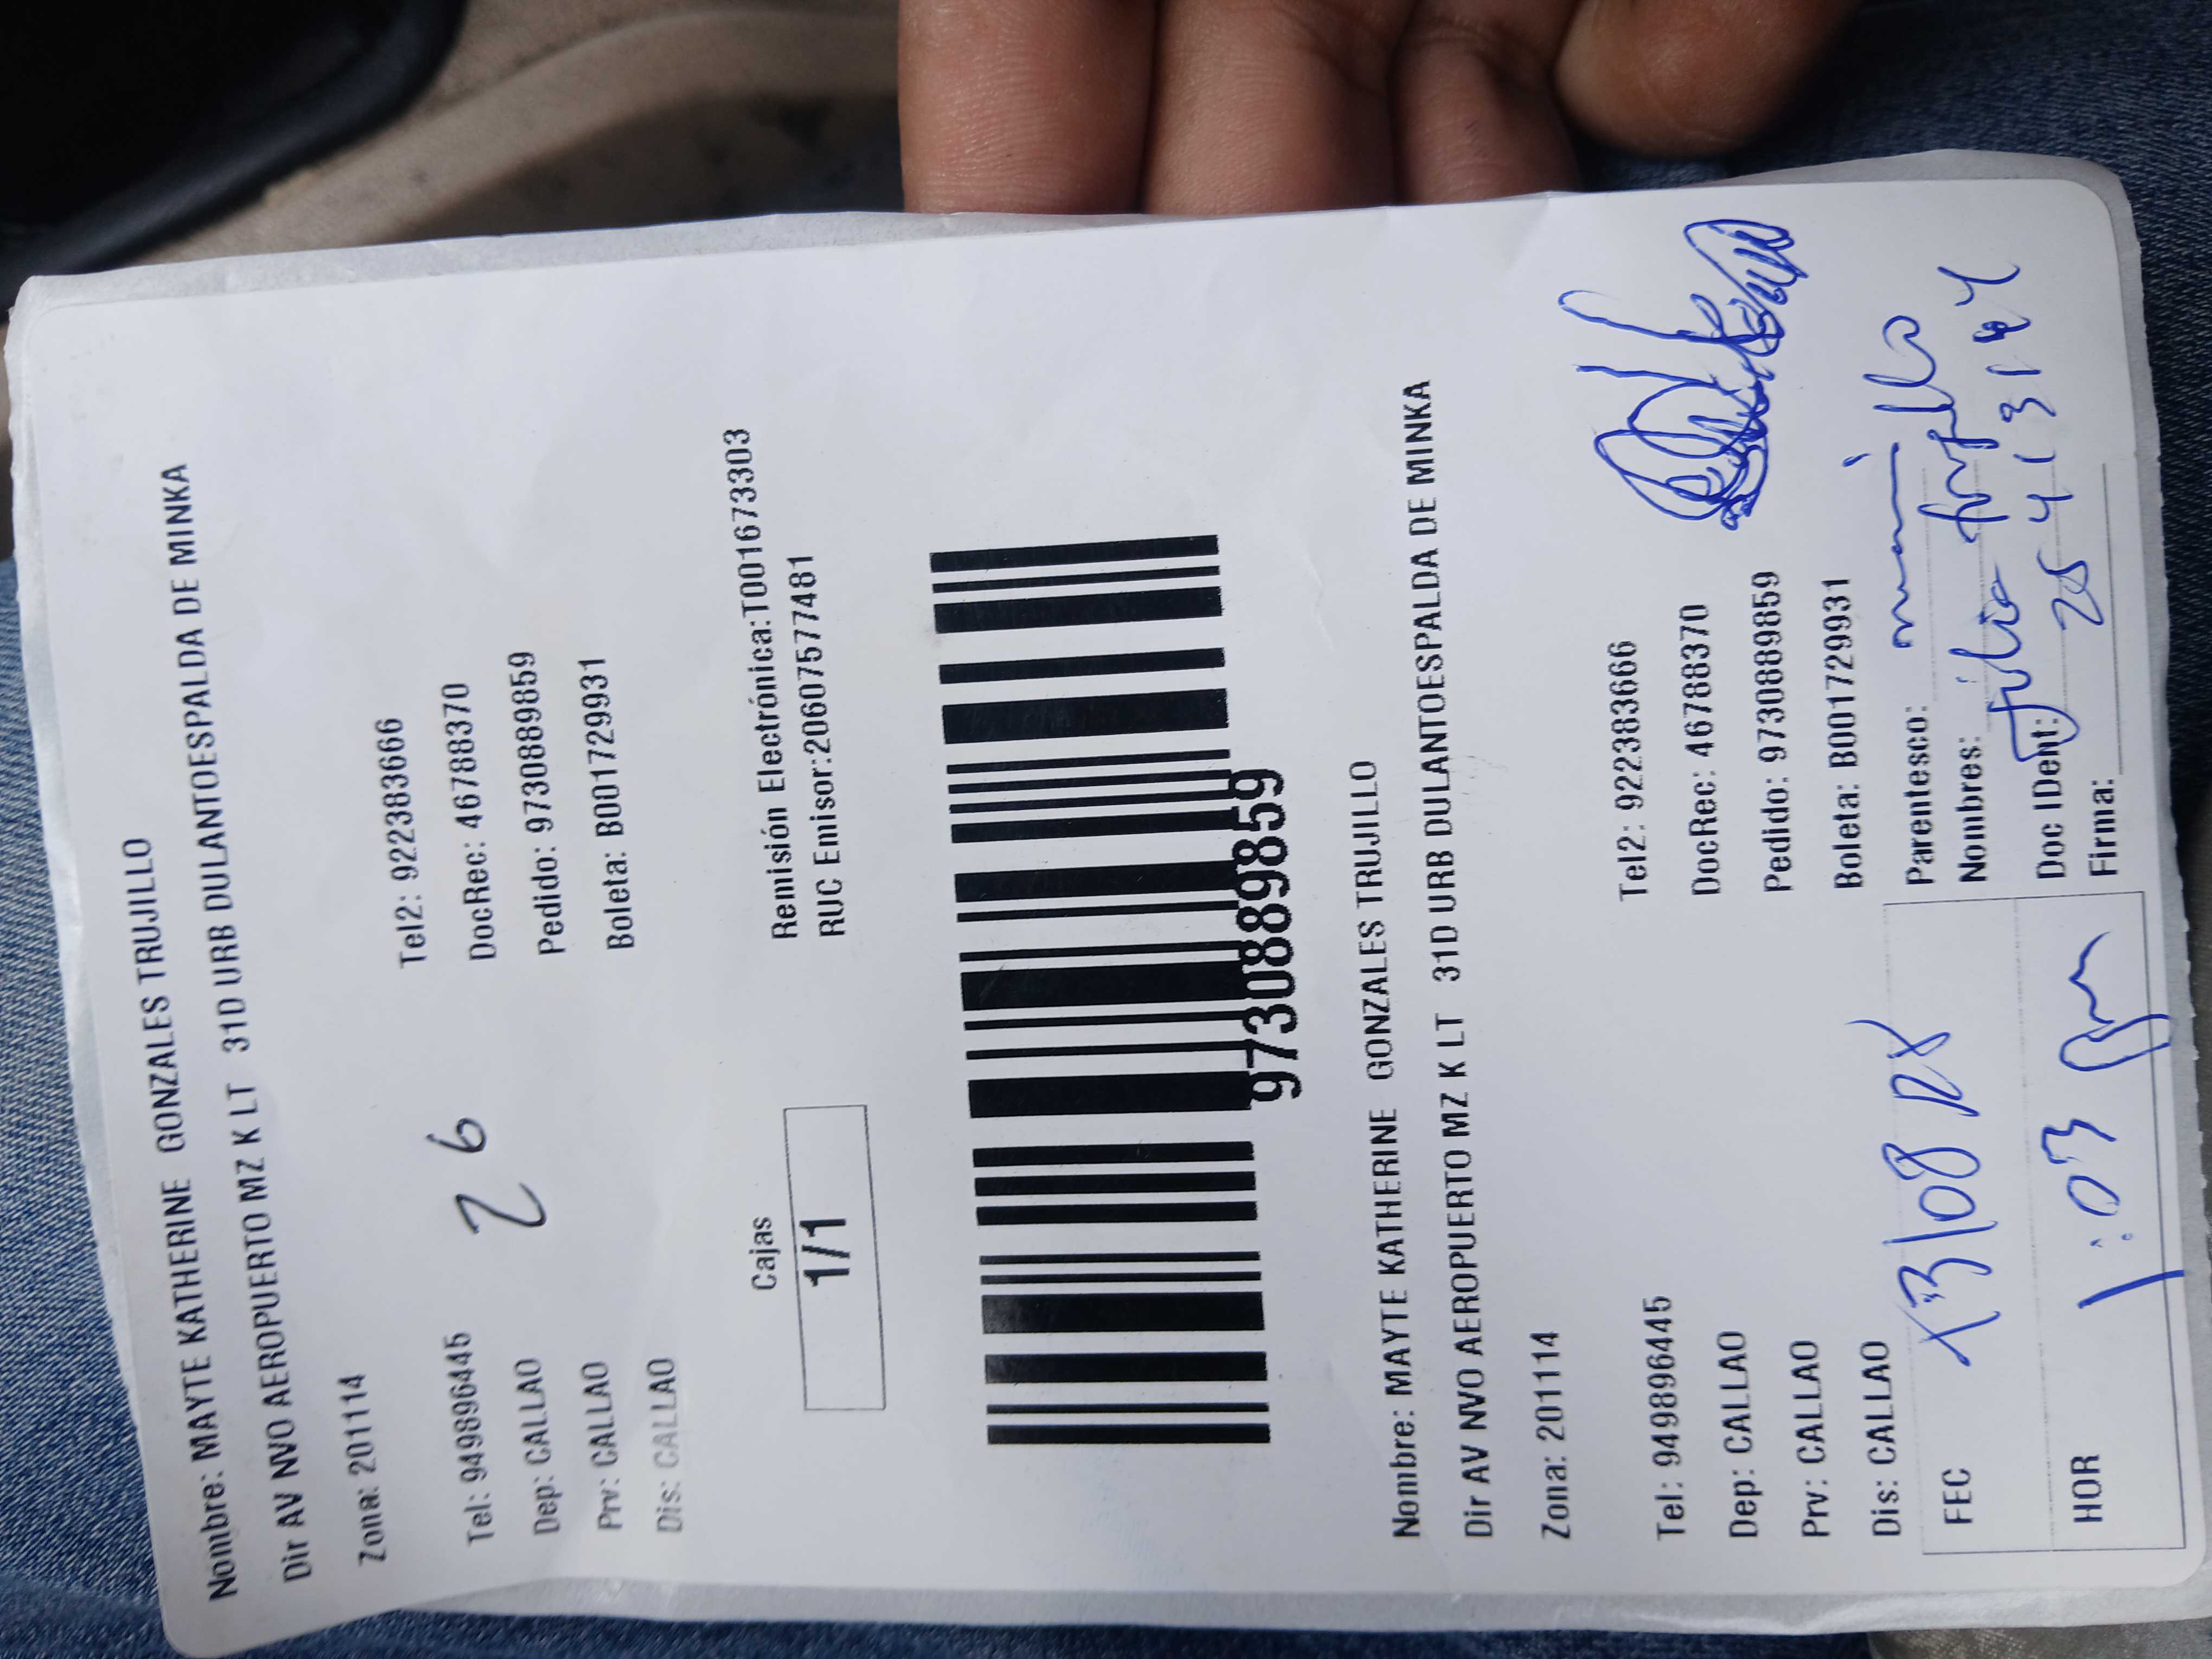 Nombre: MAYTE KATHERINE GONZALES TRUJILLO
Dir AV NVO AEROPUERTO MZ K LT 31D URB DULANTOESPALDA DE MINKA
Zona: 201114
Tel: 949896445 Tel2: 922383666
Dep: CALLAO DocRec: 46788370
Prv: CALLAO Pedido: 9730889859
Dis: CALLAO Boleta: B001729931
26
Cajas
1/1
Remisión Electrónica:T001673303
RUC Emisor:20607577481
9730889859
Nombre: MAYTE KATHERINE GONZALES TRUJILLO
Dir AV NVO AEROPUERTO MZ K LT 31D URB DULANTOESPALDA DE MINKA
Zona: 201114
Tel: 949896445 Tel2: 922383666
Dep: CALLAO DocRec: 46788370
Prv: CALLAO Pedido: 9730889859
Dis: CALLAO Boleta: B001729931
FEC
HOR 1:03 pm
Parentesco:
Nombres: Julia
Doc IDent:
Firma: